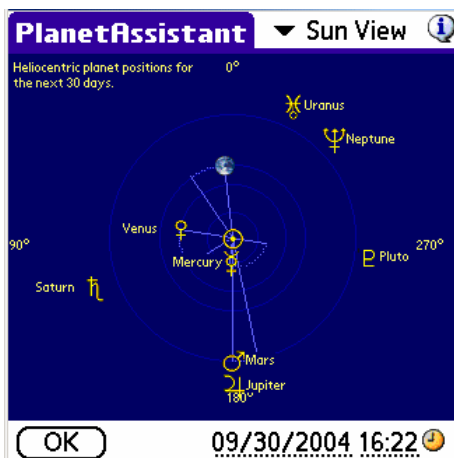 PlanetAssistant
Sun View
Heliocentric planet positions for
the next 30 days.
0°
Uranus
Neptune
Venus
90°
270°
Mercury
Pluto
Saturn
Mars
Jupiter
180°
OK
09/30/2004 16:22